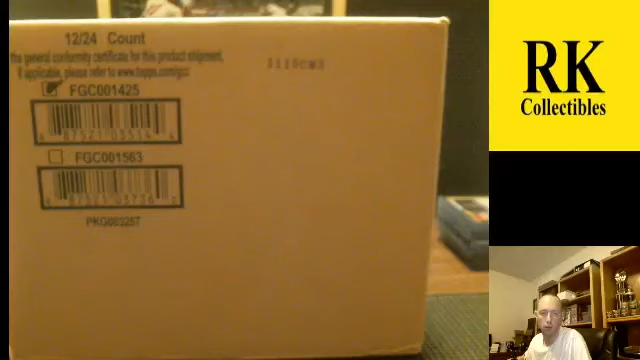 12/24 Count
the general conformity certificate for this product shipment,
if applicable, please refer to www.topps.com/gcc
FGC001425
FGC001563
PKG003257
RK
Collectibles